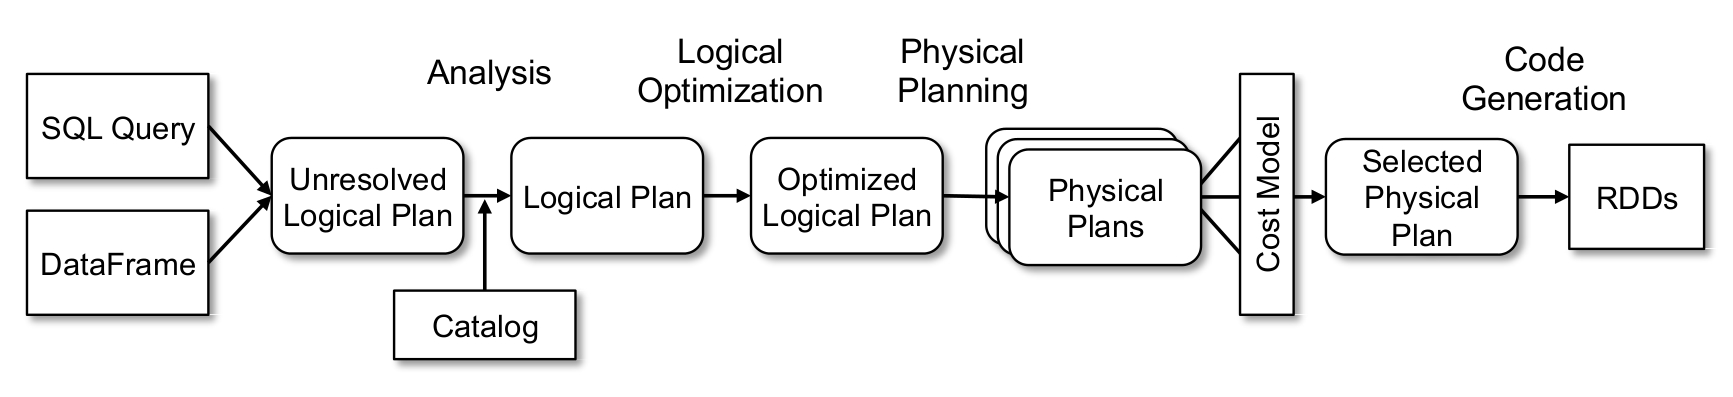 Analysis
Logical
Optimization
Physical
Planning
Code
Generation
SQL Query
DataFrame
Unresolved
Logical Plan
Catalog
Logical Plan
Optimized
Logical Plan
Physical
Plans
Cost Model
Selected
Physical
Plan
RDDs